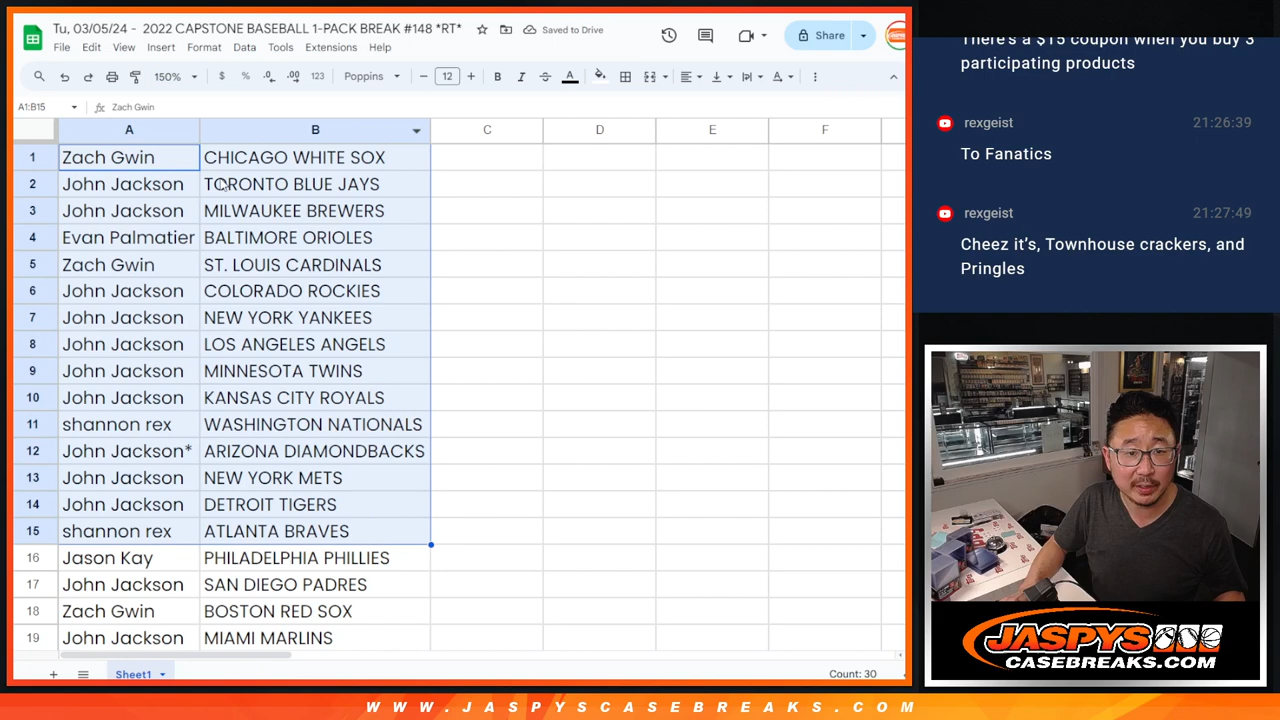 Tu, 03/05/24 - 2022 CAPSTONE BASEBALL 1-PACK BREAK #148 *RT*
Saved to Drive
File Edit View Insert Format Data Tools Extensions Help
Share
150% $ % .0 .00 123 Poppins 12 B I A
A1:B15 fx Zach Gwin
A B C D E F
1 Zach Gwin CHICAGO WHITE SOX
2 John Jackson TORONTO BLUE JAYS
3 John Jackson MILWAUKEE BREWERS
4 Evan Palmatier BALTIMORE ORIOLES
5 Zach Gwin ST. LOUIS CARDINALS
6 John Jackson COLORADO ROCKIES
7 John Jackson NEW YORK YANKEES
8 John Jackson LOS ANGELES ANGELS
9 John Jackson MINNESOTA TWINS
10 John Jackson KANSAS CITY ROYALS
11 shannon rex WASHINGTON NATIONALS
12 John Jackson* ARIZONA DIAMONDBACKS
13 John Jackson NEW YORK METS
14 John Jackson DETROIT TIGERS
15 shannon rex ATLANTA BRAVES
16 Jason Kay PHILADELPHIA PHILLIES
17 John Jackson SAN DIEGO PADRES
18 Zach Gwin BOSTON RED SOX
19 John Jackson MIAMI MARLINS
Sheet1 Count: 30
There's a $15 coupon when you buy 3
participating products
rexgeist 21:26:39
To Fanatics
rexgeist 21:27:49
Cheez it's, Townhouse crackers, and
Pringles
JASPYS
CASEBREAKS.COM
WWW.JASPYSCASEBREAKS.COM